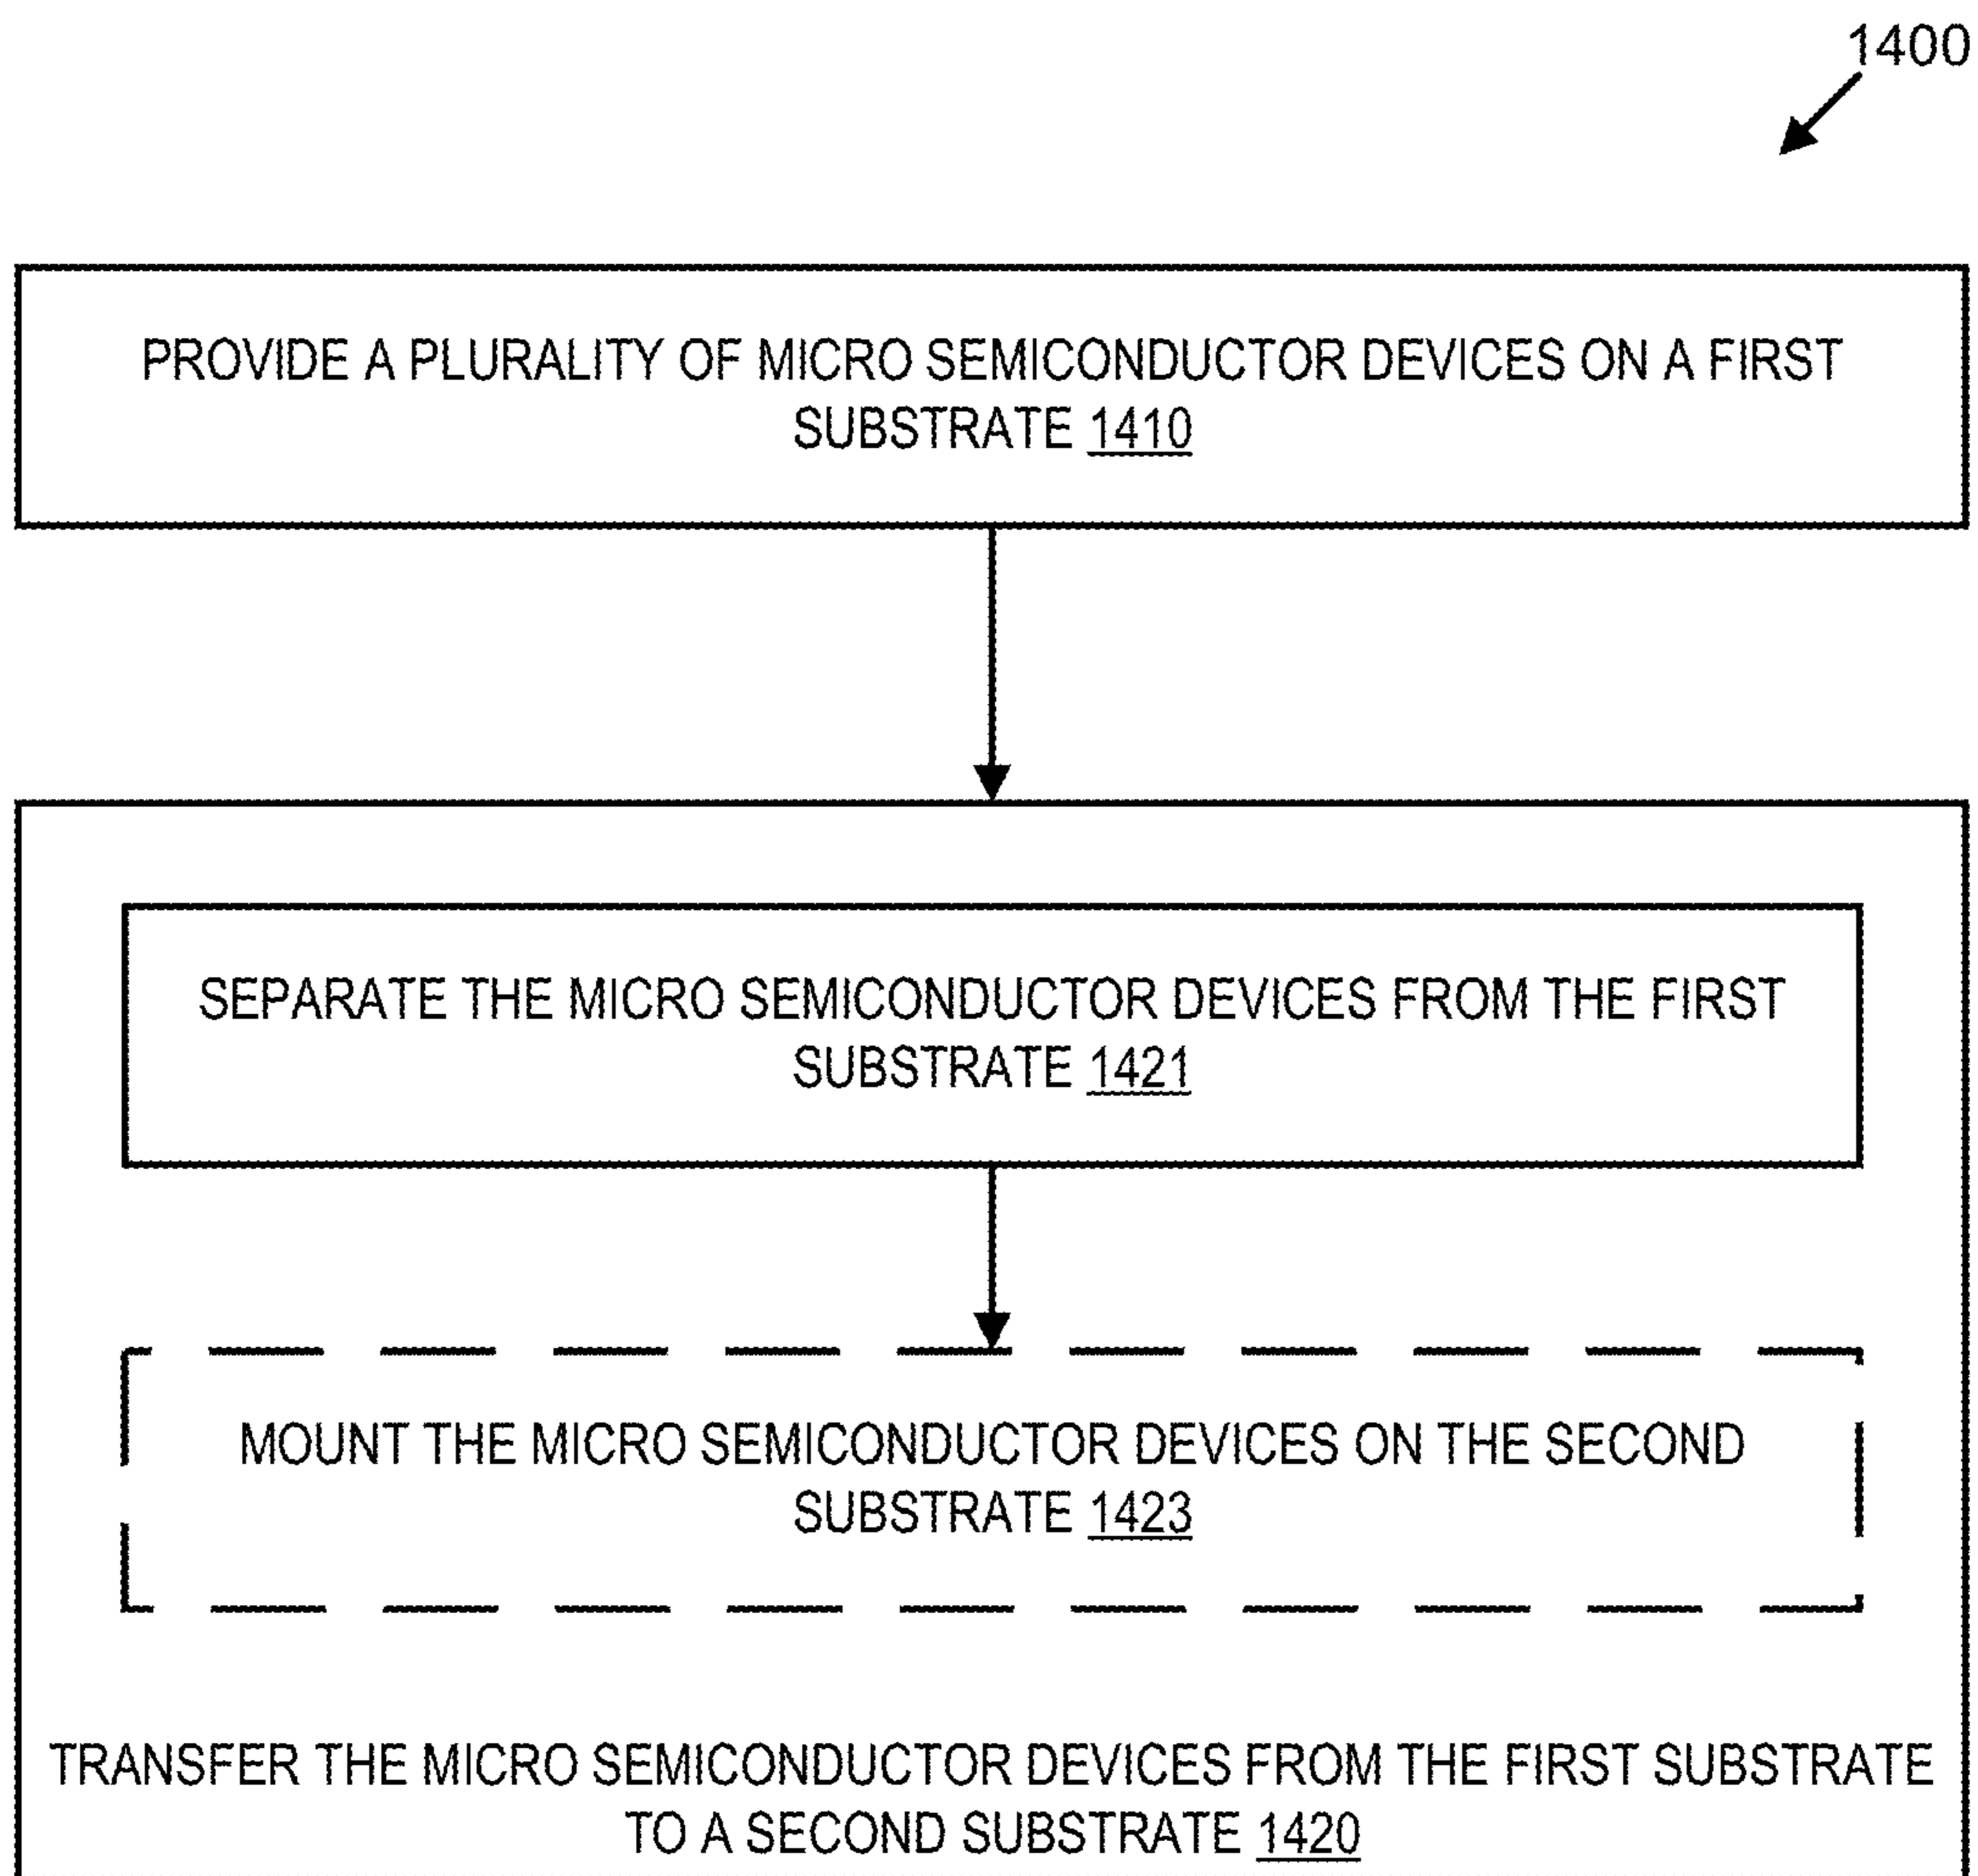 1400
PROVIDE A PLURALITY OF MICRO SEMICONDUCTOR DEVICES ON A FIRST
SUBSTRATE 1410
SEPARATE THE MICRO SEMICONDUCTOR DEVICES FROM THE FIRST
SUBSTRATE 1421
MOUNT THE MICRO SEMICONDUCTOR DEVICES ON THE SECOND
SUBSTRATE 1423
TRANSFER THE MICRO SEMICONDUCTOR DEVICES FROM THE FIRST SUBSTRATE
TO A SECOND SUBSTRATE 1420